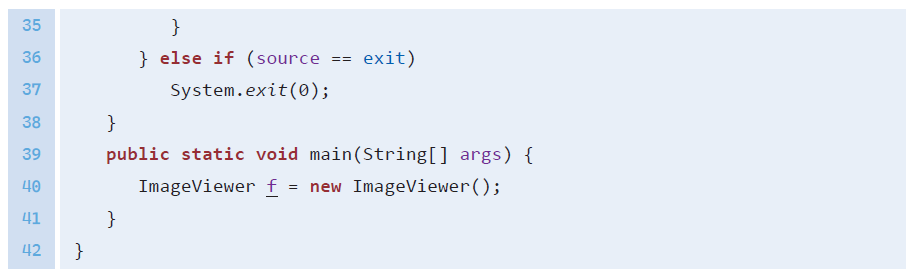 35 }
36 } else if (source == exit)
37 System.exit(0);
38 }
39 public static void main(String[] args) {
40 ImageViewer f = new ImageViewer();
41 }
42 }